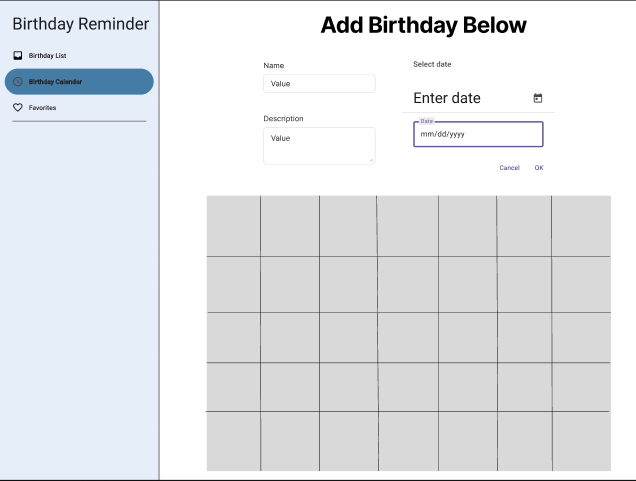 Birthday Reminder
Birthday List
Birthday Calendar
Favorites
Add Birthday Below
Name
Value
Description
Value
Select date
Enter date
Date
mm/dd/yyyy
Cancel OK